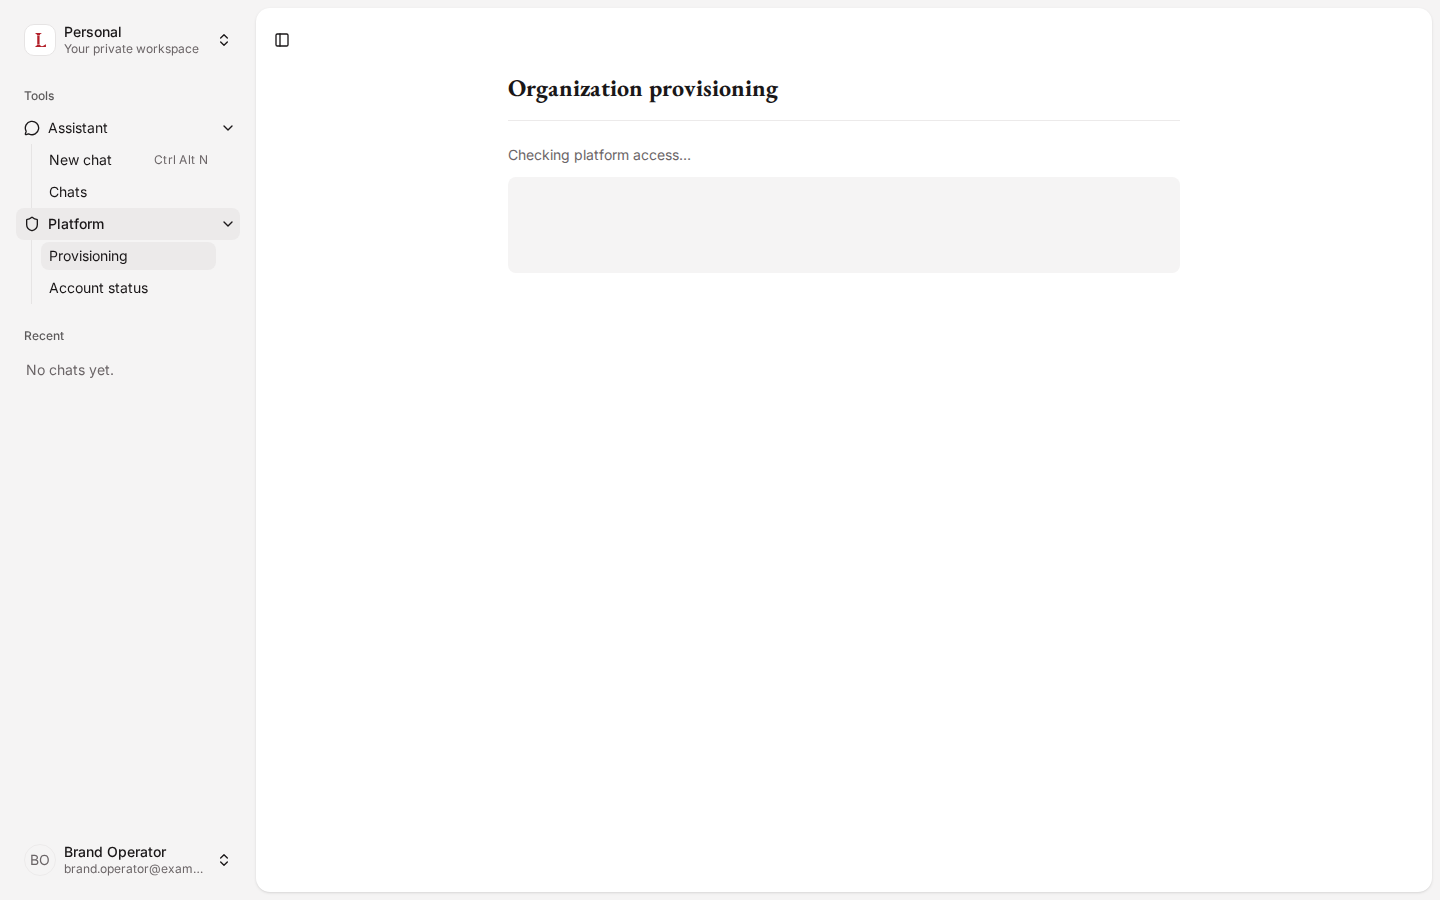 L
Personal
Your private workspace
Tools
Assistant
New chat Ctrl Alt N
Chats
Platform
Provisioning
Account status
Recent
No chats yet.
BO
Brand Operator
brand.operator@exam...
Organization provisioning
Checking platform access...